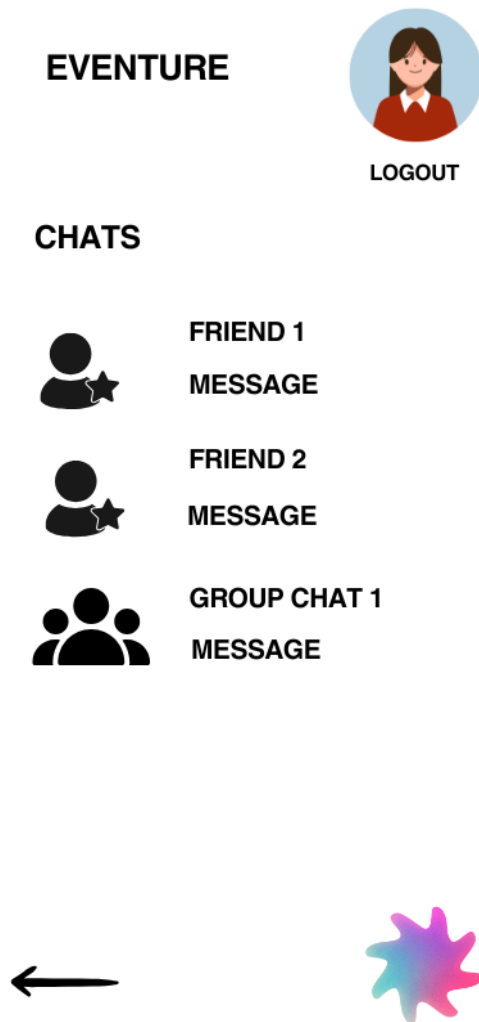 EVENTURE
LOGOUT
CHATS
FRIEND 1
MESSAGE
FRIEND 2
MESSAGE
GROUP CHAT 1
MESSAGE